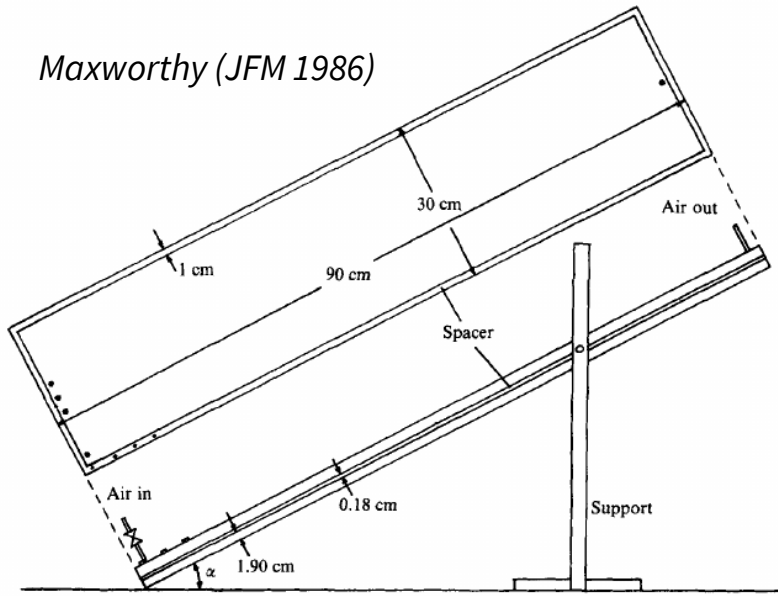 Maxworthy (JFM 1986)
30 cm
Air out
1 cm
90 cm
Spacer
Air in
0.18 cm
Support
1.90 cm
α